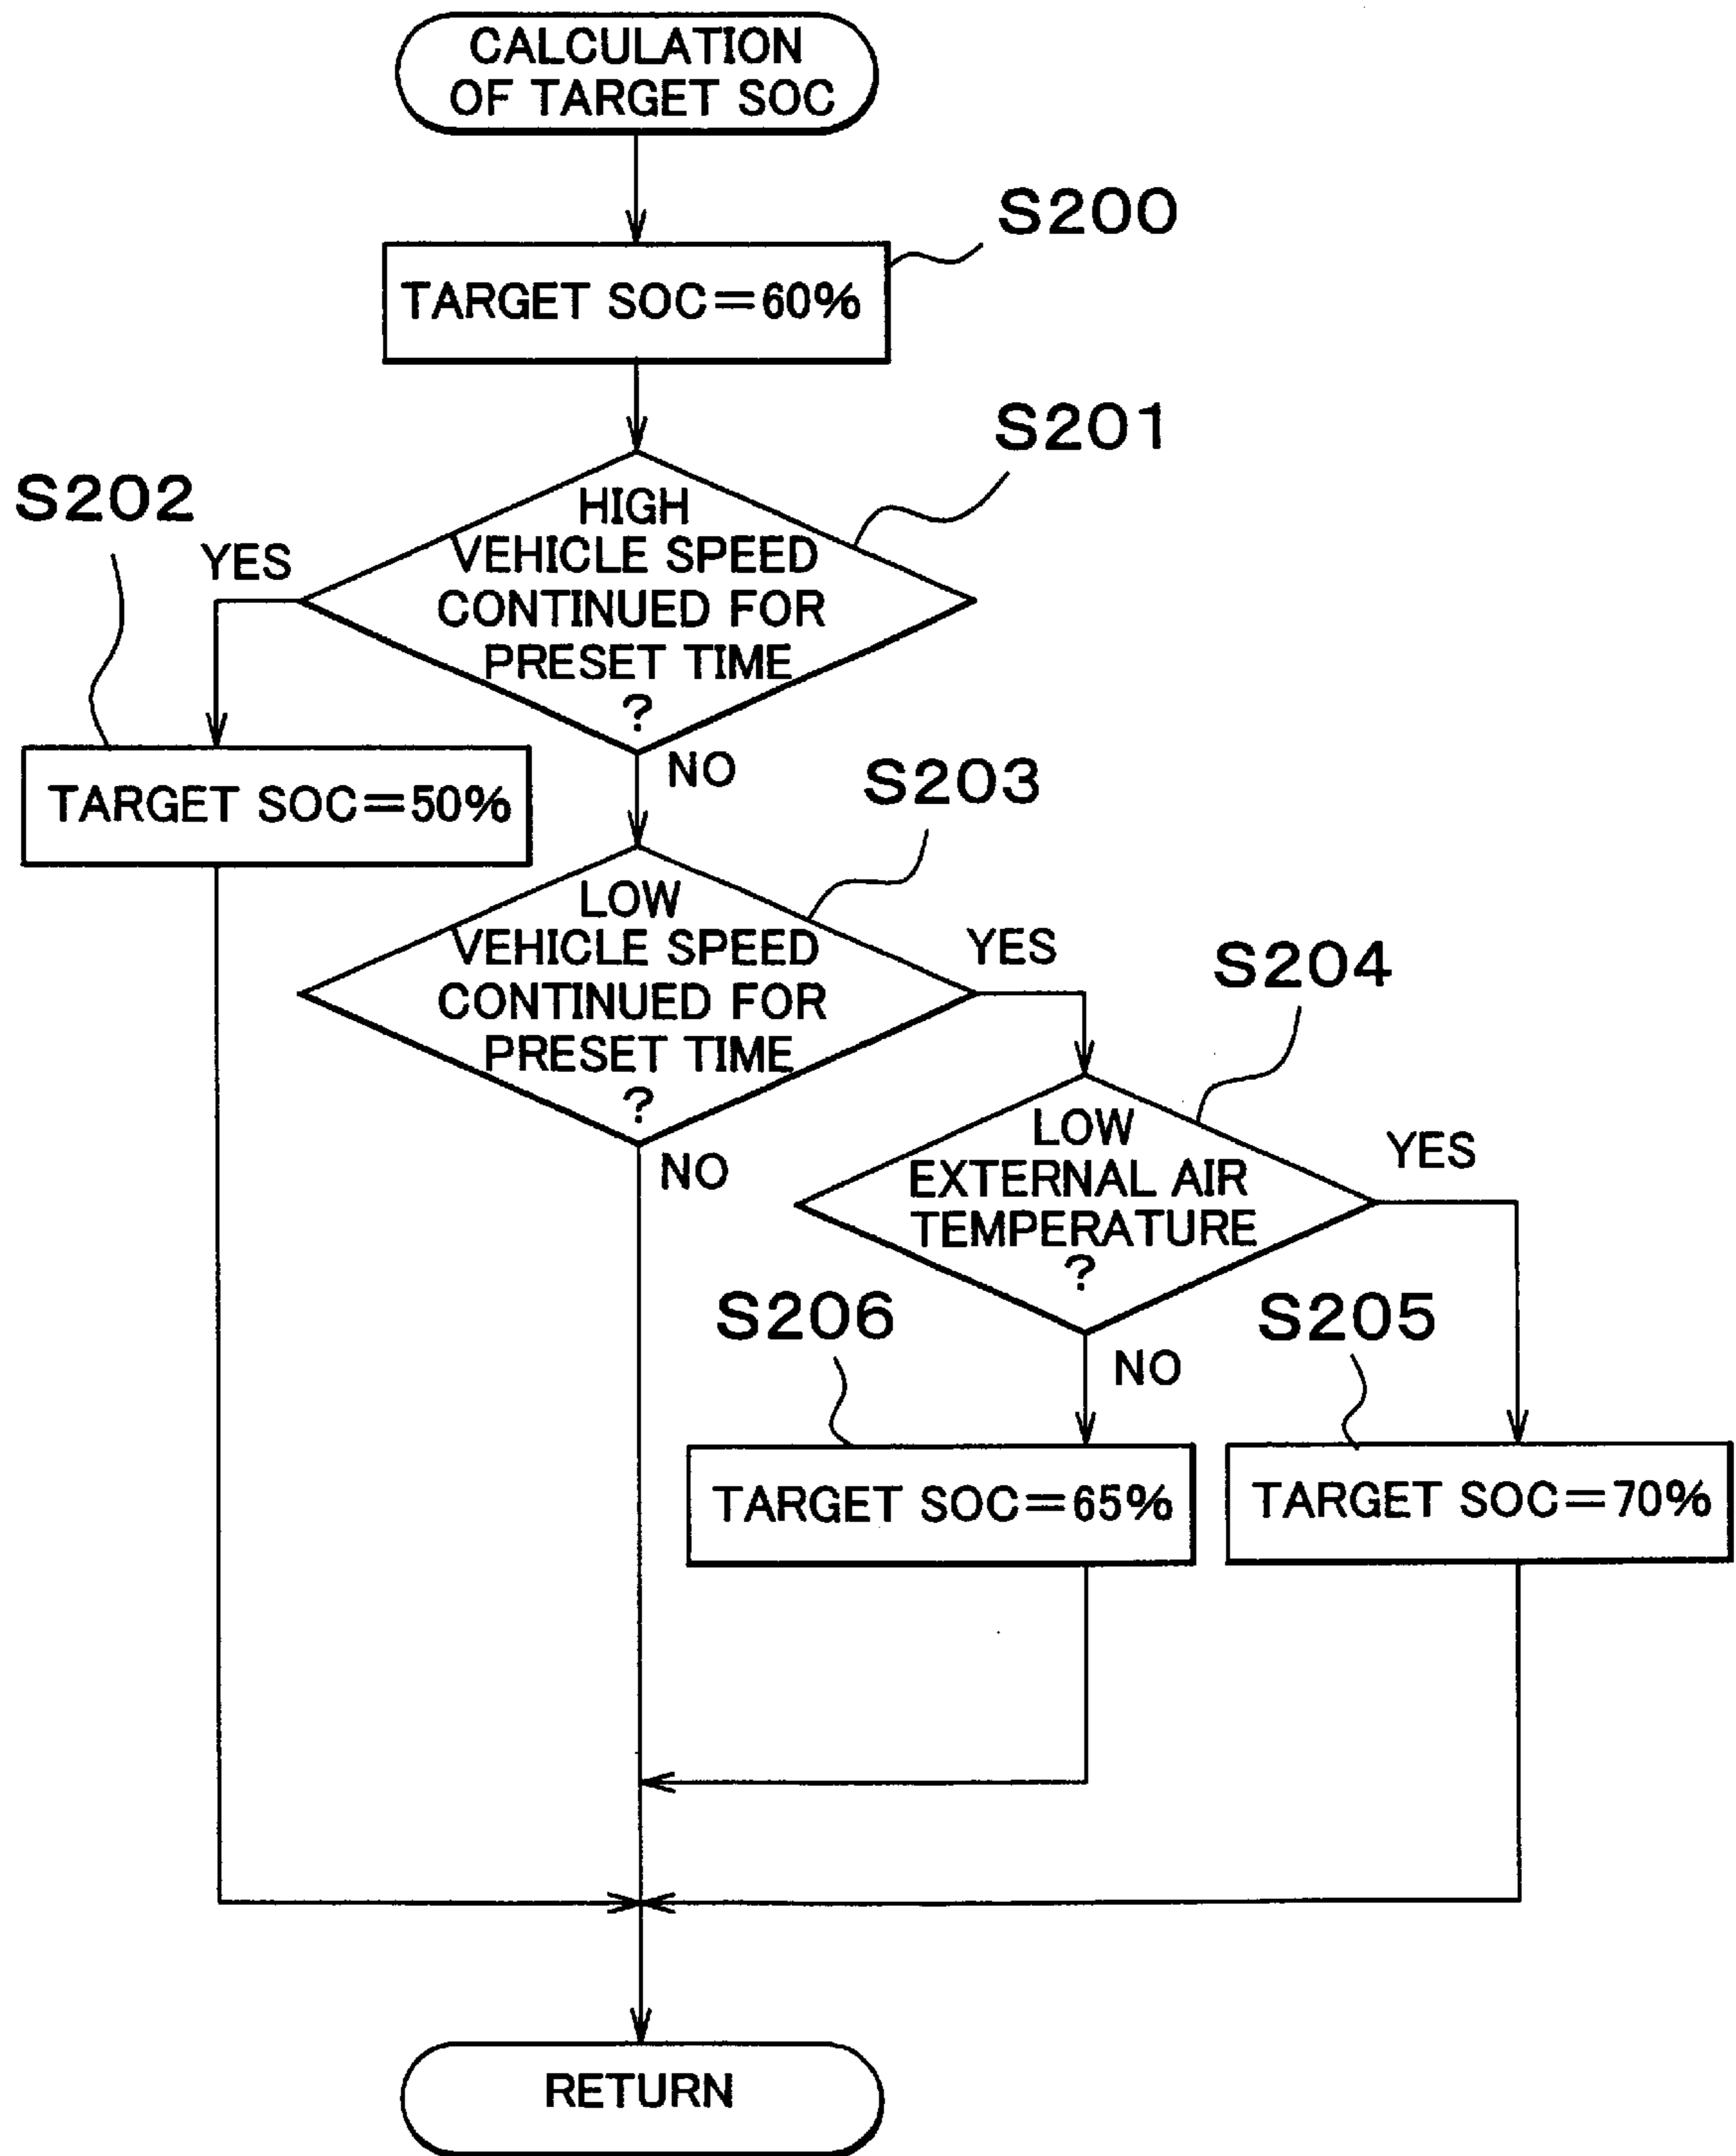 CALCULATION
OF TARGET SOC
S200
TARGET SOC=60%
S201
HIGH
VEHICLE SPEED
CONTINUED FOR
PRESET TIME
?
S202
YES
NO
TARGET SOC=50%
S203
LOW
VEHICLE SPEED
CONTINUED FOR
PRESET TIME
?
YES
NO
S204
LOW
EXTERNAL AIR
TEMPERATURE
?
YES
NO
S206
S205
TARGET SOC=65%
TARGET SOC=70%
RETURN